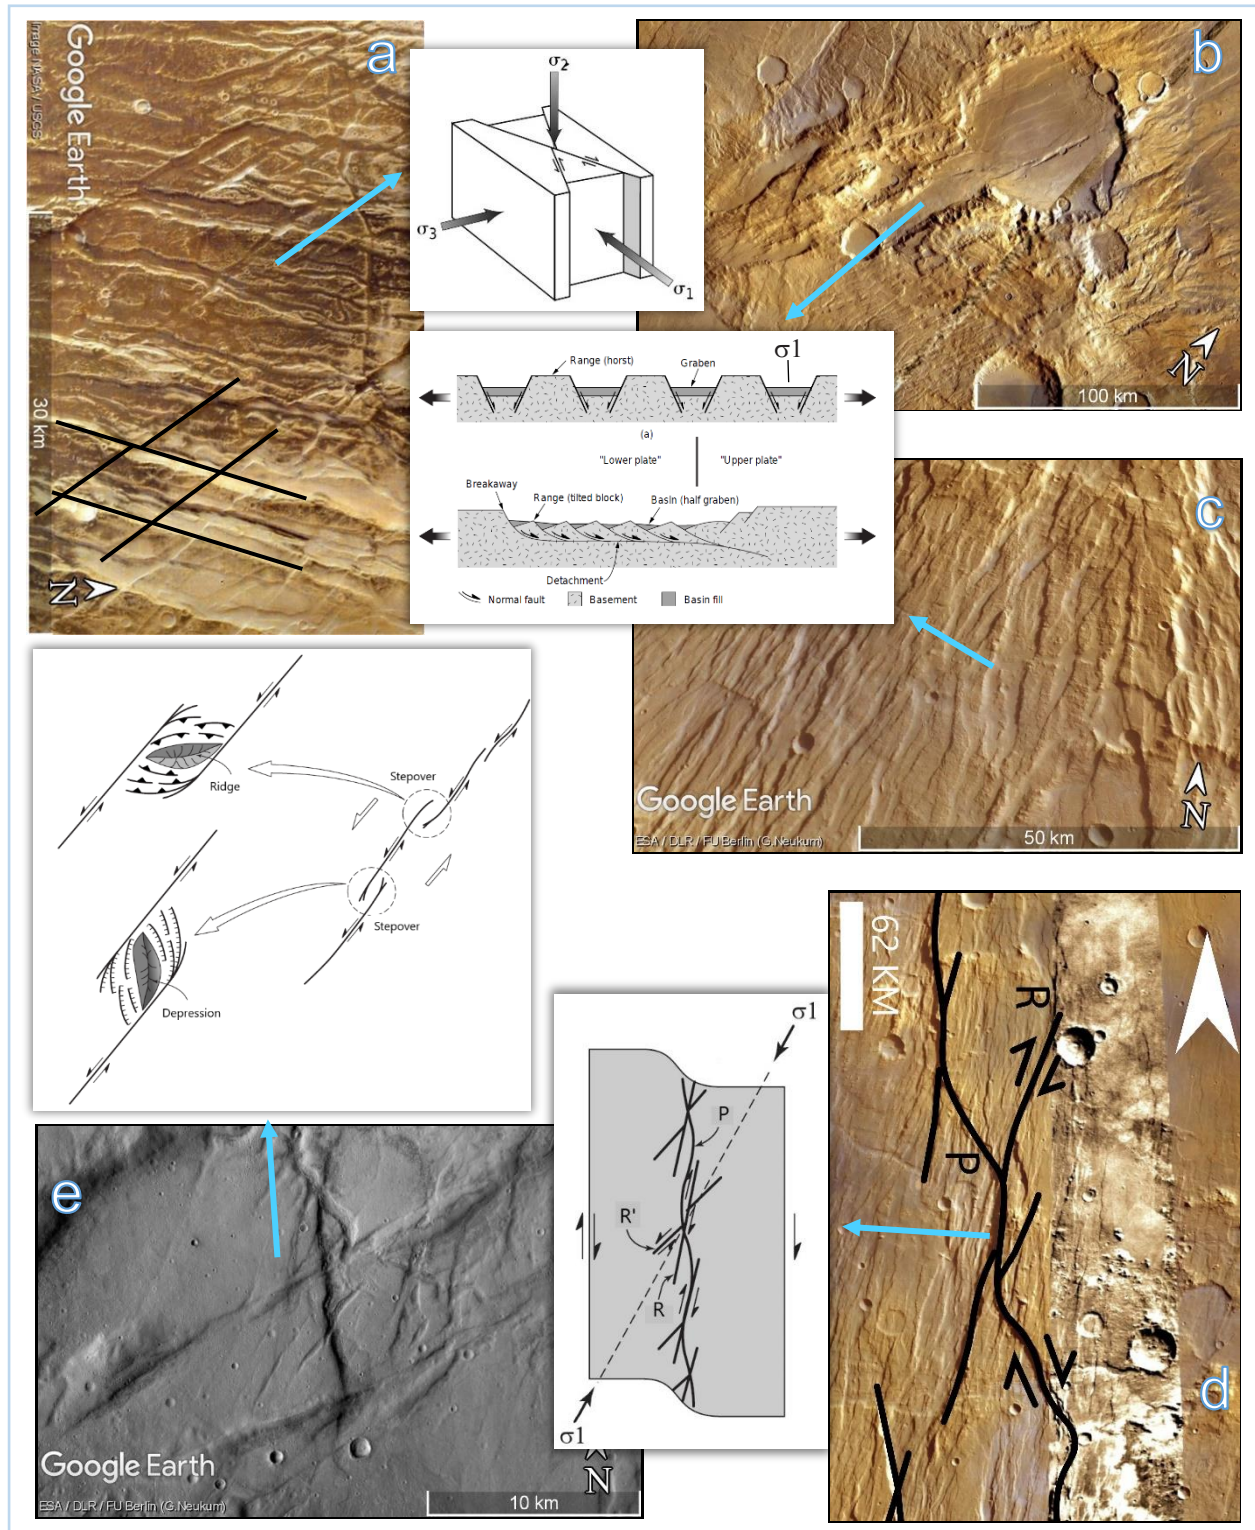 a
Google Earth
Image NASA / USGS
30 km
N
σ2
σ3
σ1
b
N
100 km
Range (horst)
Graben
σ1
(a)
"Lower plate"
"Upper plate"
Breakaway
Range (tilted block)
Basin (half graben)
Detachment
Normal fault
Basement
Basin fill
c
Google Earth
ESA / DLR / FU Berlin (G.Neukum)
N
50 km
Ridge
Stepover
Stepover
Depression
62 KM
R
P
d
σ1
P
R'
R
σ1
e
Google Earth
ESA / DLR / FU Berlin (G.Neukum)
N
10 km